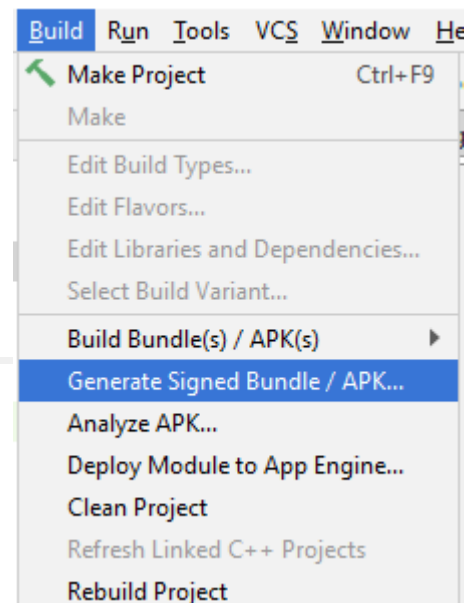 Build Run Tools VCS Window He
Make Project Ctrl+F9
Make
Edit Build Types...
Edit Flavors...
Edit Libraries and Dependencies...
Select Build Variant...
Build Bundle(s) / APK(s)
Generate Signed Bundle / APK...
Analyze APK...
Deploy Module to App Engine...
Clean Project
Refresh Linked C++ Projects
Rebuild Project